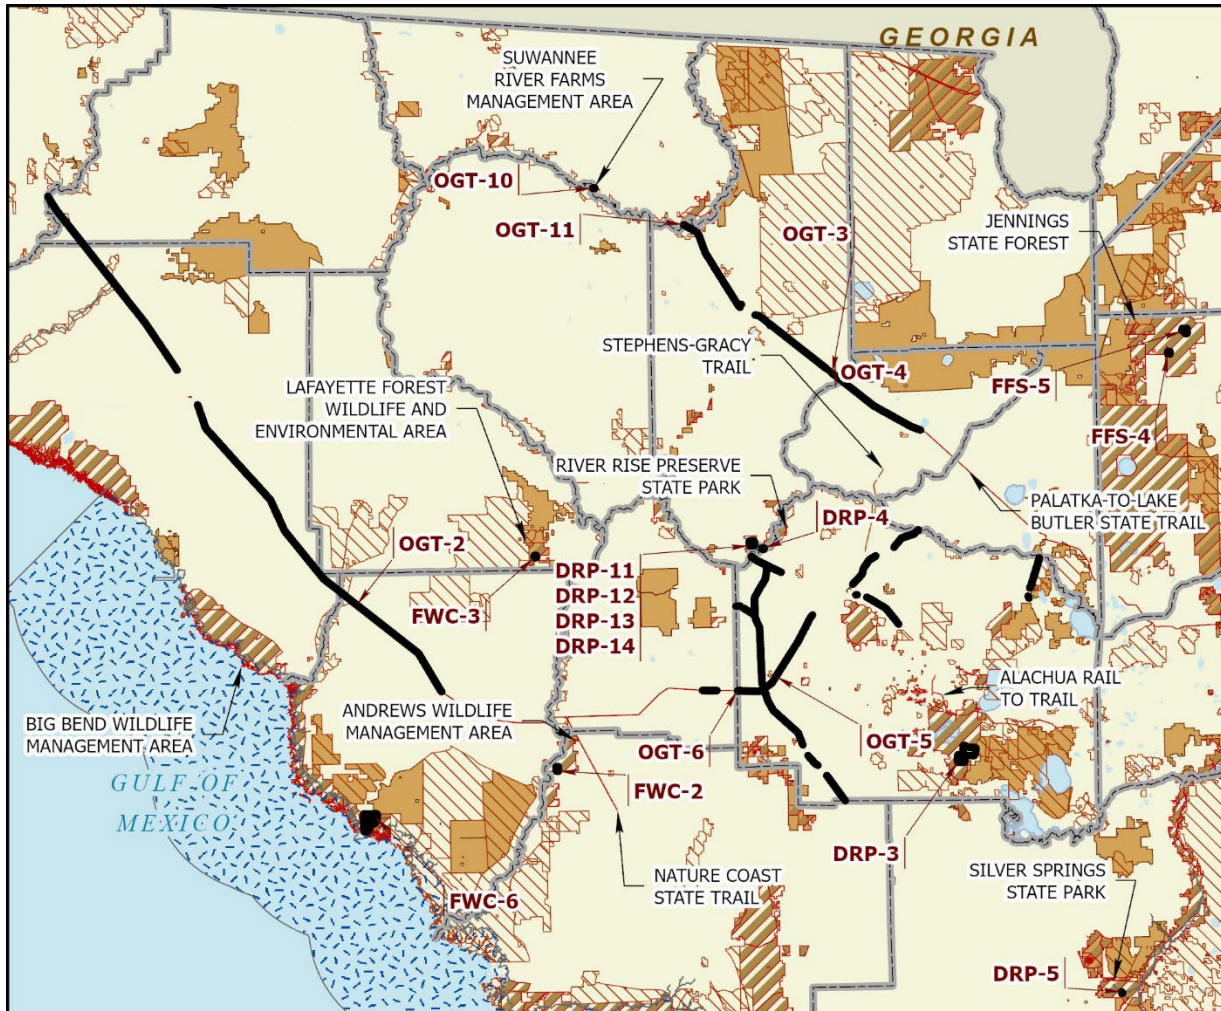 GEORGIA
SUWANNEE
RIVER FARMS
MANAGEMENT AREA
OGT-10
OGT-11
OGT-3
JENNINGS
STATE FOREST
STEPHENS-GRACY
TRAIL
OGT-4
FFS-5
LAFAYETTE FOREST
WILDLIFE AND
ENVIRONMENTAL AREA
FFS-4
RIVER RISE PRESERVE
STATE PARK
PALATKA-TO-LAKE
BUTLER STATE TRAIL
DRP-4
OGT-2
DRP-11
DRP-12
DRP-13
DRP-14
FWC-3
ALACHUA RAIL
TO TRAIL
BIG BEND WILDLIFE
MANAGEMENT AREA
ANDREWS WILDLIFE
MANAGEMENT AREA
OGT-6
OGT-5
GULF OF
MEXICO
FWC-2
DRP-3
NATURE COAST
STATE TRAIL
SILVER SPRINGS
STATE PARK
FWC-6
DRP-5